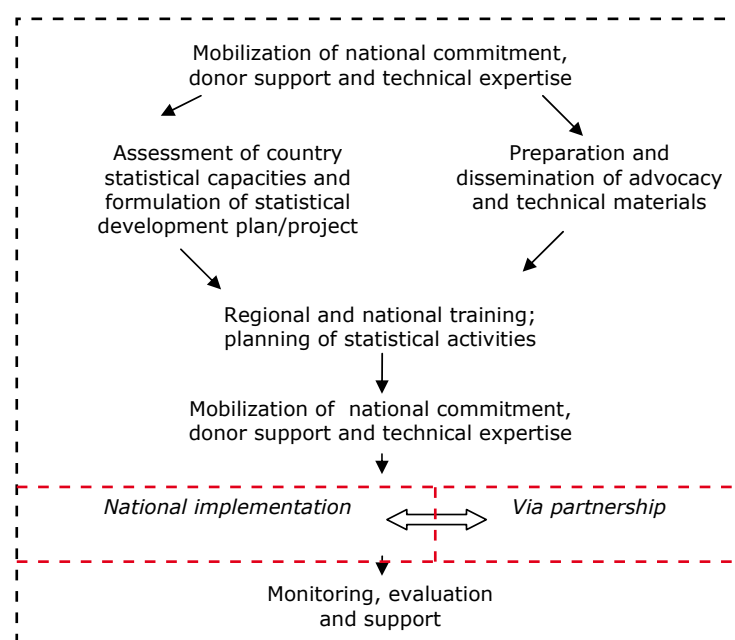 Mobilization of national commitment,
donor support and technical expertise
Assessment of country
statistical capacities and
formulation of statistical
development plan/project
Preparation and
dissemination of advocacy
and technical materials
Regional and national training;
planning of statistical activities
Mobilization of  national commitment,
donor support and technical expertise
National implementation
Via partnership
Monitoring, evaluation
and support